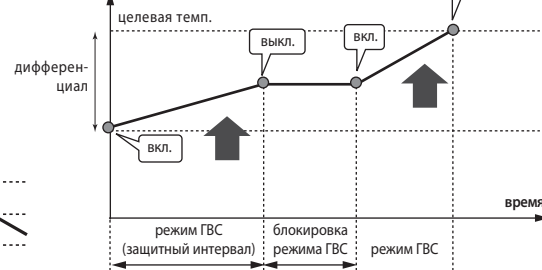 целевая темп.
выкл.
вкл.
дифферен-
циал
вкл.
время
режим ГВС
(защитный интервал)
блокировка
режима ГВС
режим ГВС